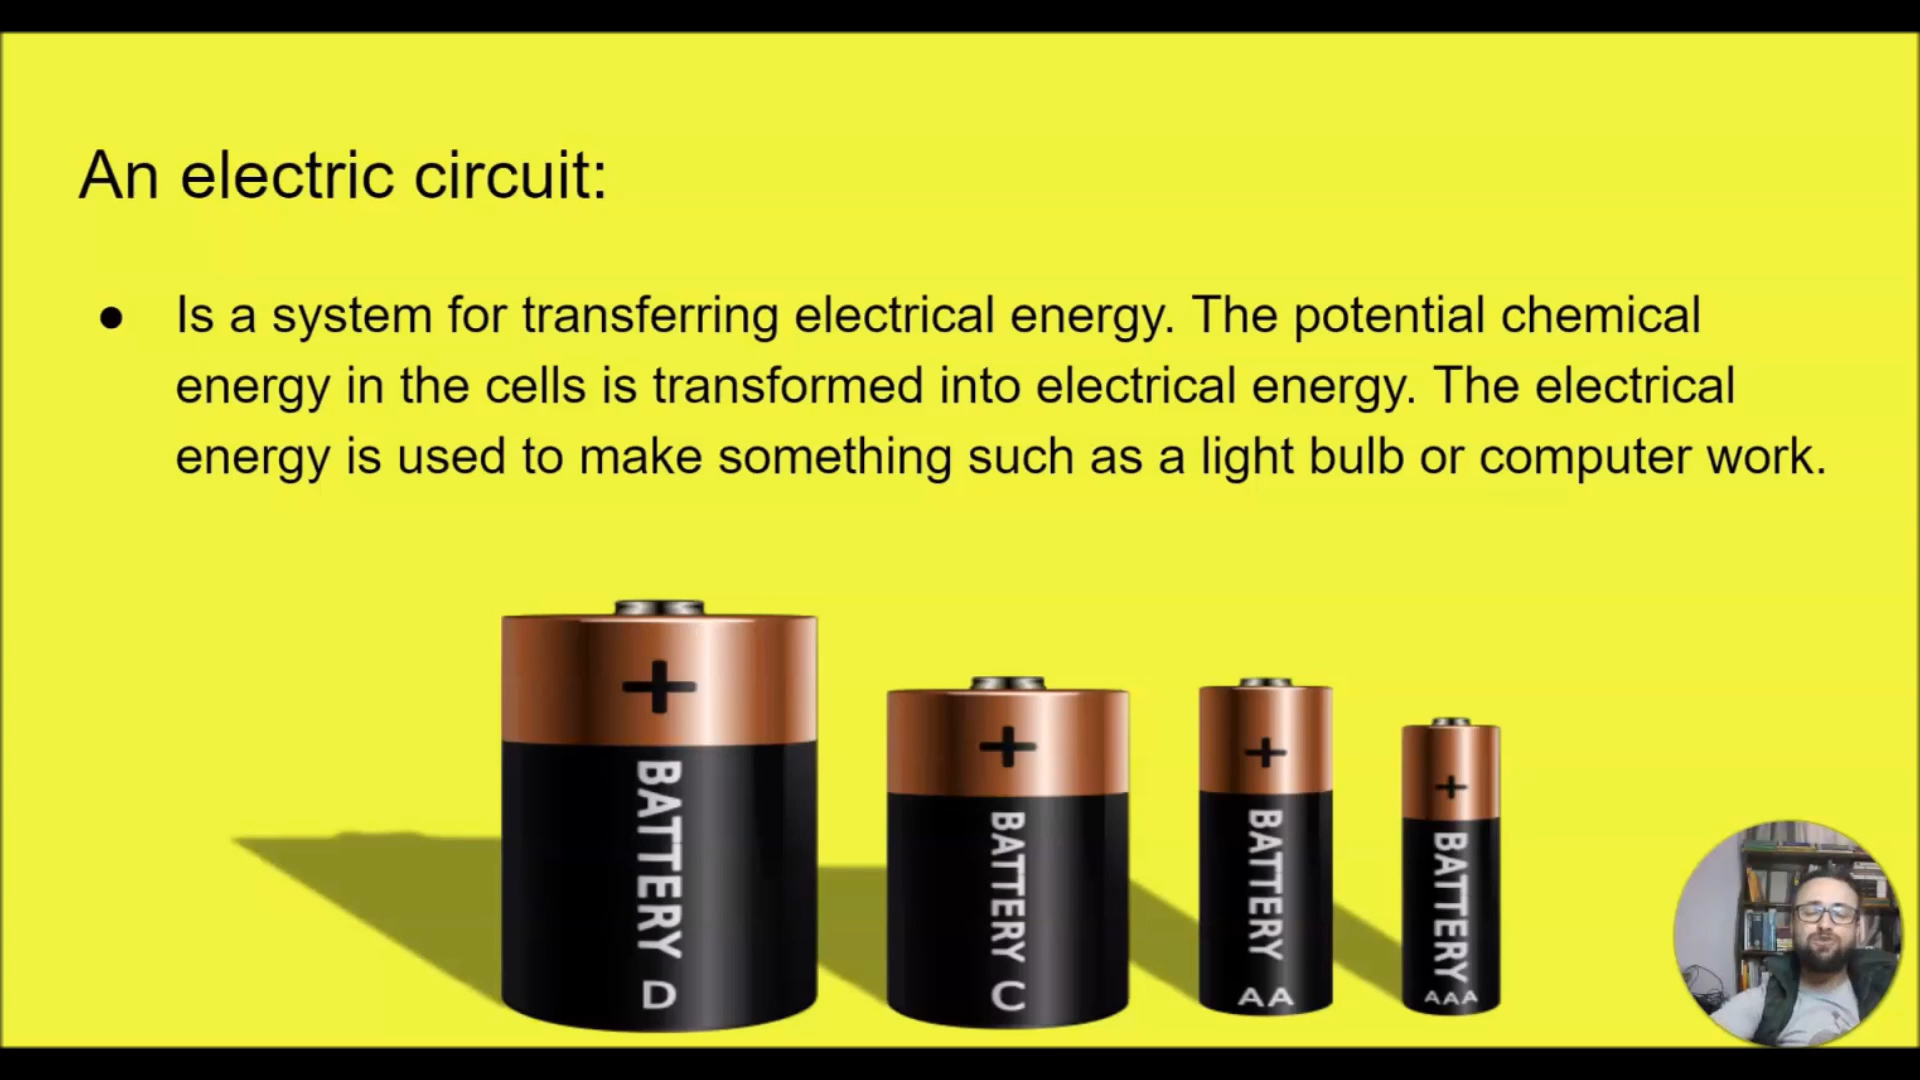 An electric circuit:
● Is a system for transferring electrical energy. The potential chemical
energy in the cells is transformed into electrical energy. The electrical
energy is used to make something such as a light bulb or computer work.
+
BATTERY D
+
BATTERY C
+
BATTERY
AA
+
BATTERY
AAA